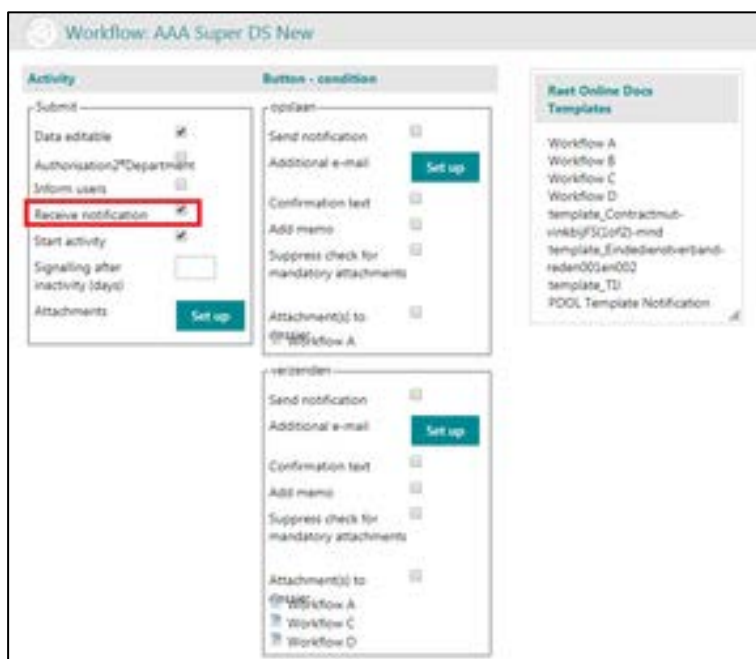 Workflow: AAA Super DS New
Activity
Submit
Data editable
Authorisation2ªDepartment
Inform users
Receive notification
Start activity
Signalling after
inactivity (days)
Attachments
Set up
Button - condition
opslaan
Send notification
Additional e-mail
Set up
Confirmation text
Add memo
Suppress check for
mandatory attachments
Attachment(s) to
dossier
Workflow A
verzenden
Send notification
Additional e-mail
Set up
Confirmation text
Add memo
Suppress check for
mandatory attachments
Attachment(s) to
dossier
Workflow A
Workflow C
Workflow D
Raet Online Docs
Templates
Workflow A
Workflow B
Workflow C
Workflow D
template_Contractmut-
template_Eindedienstverband-
reden001en002
POOL Template Notification